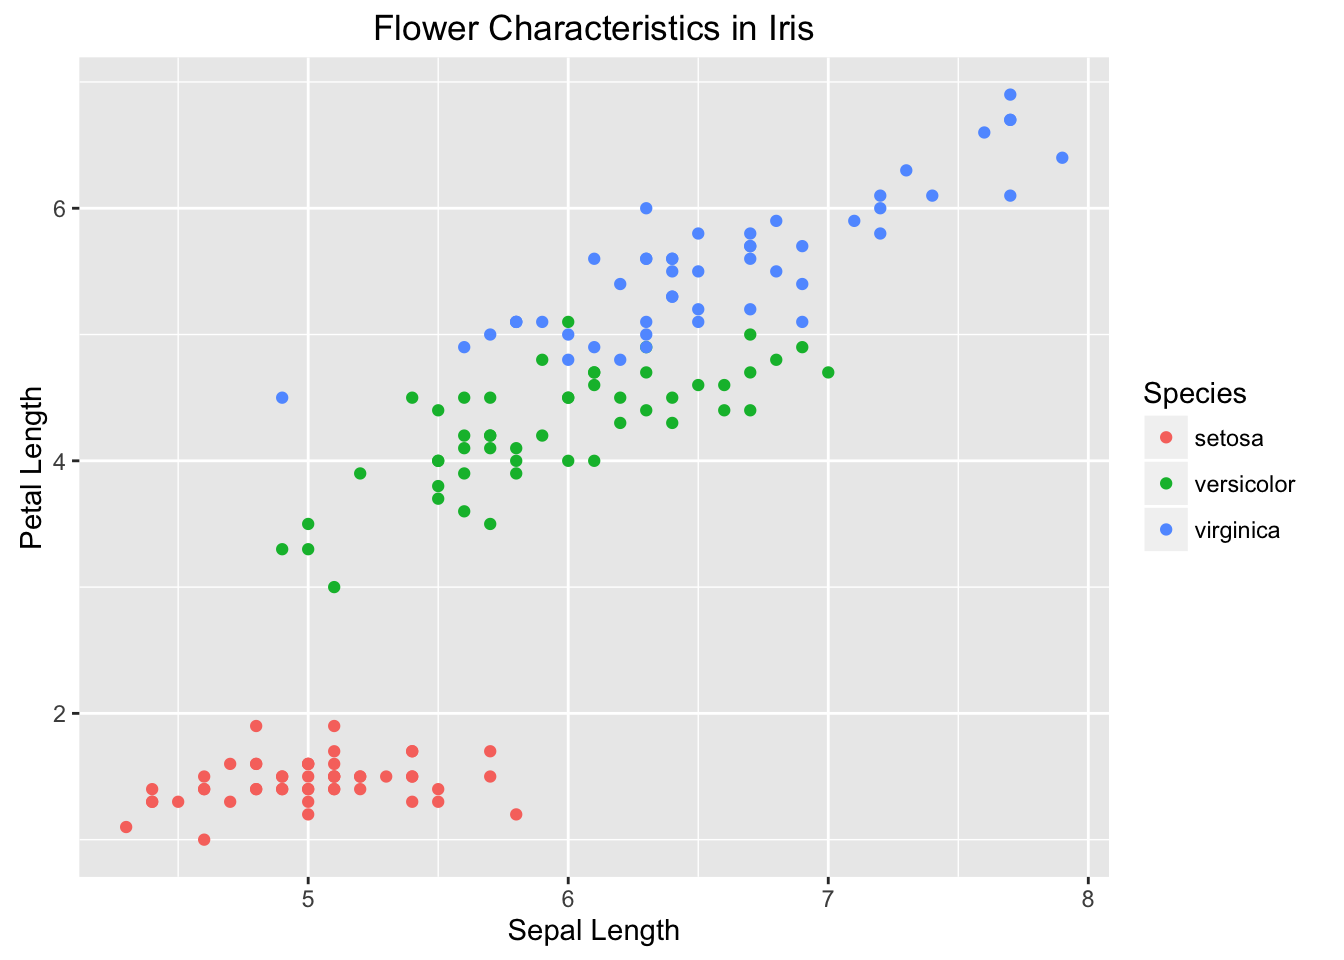 Flower Characteristics in Iris
Petal Length
6
4
2
5 6 7 8
Sepal Length
Species
setosa
versicolor
virginica